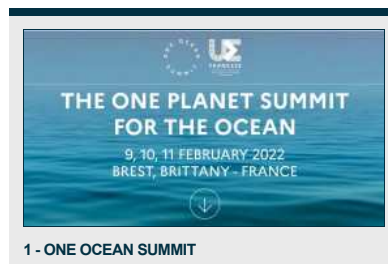 THE ONE PLANET SUMMIT
FOR THE OCEAN
9, 10, 11 FEBRUARY 2022
BREST, BRITTANY - FRANCE
1 - ONE OCEAN SUMMIT